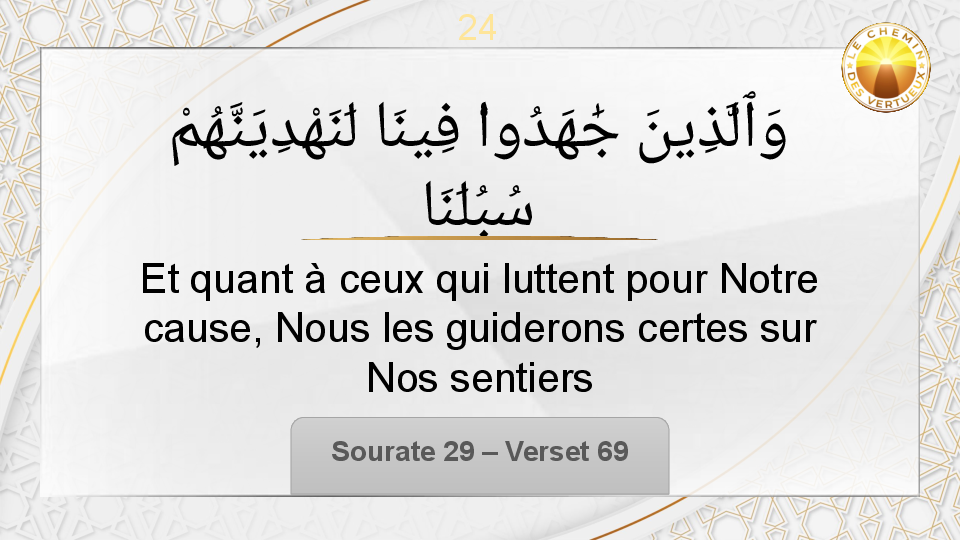 24
LE CHEMIN
DES VERTUEUX
وَٱلَّذِينَ جَٰهَدُوا۟ فِينَا لَنَهْدِيَنَّهُمْ
سُبُلَنَا
Et quant à ceux qui luttent pour Notre
cause, Nous les guiderons certes sur
Nos sentiers
Sourate 29 – Verset 69